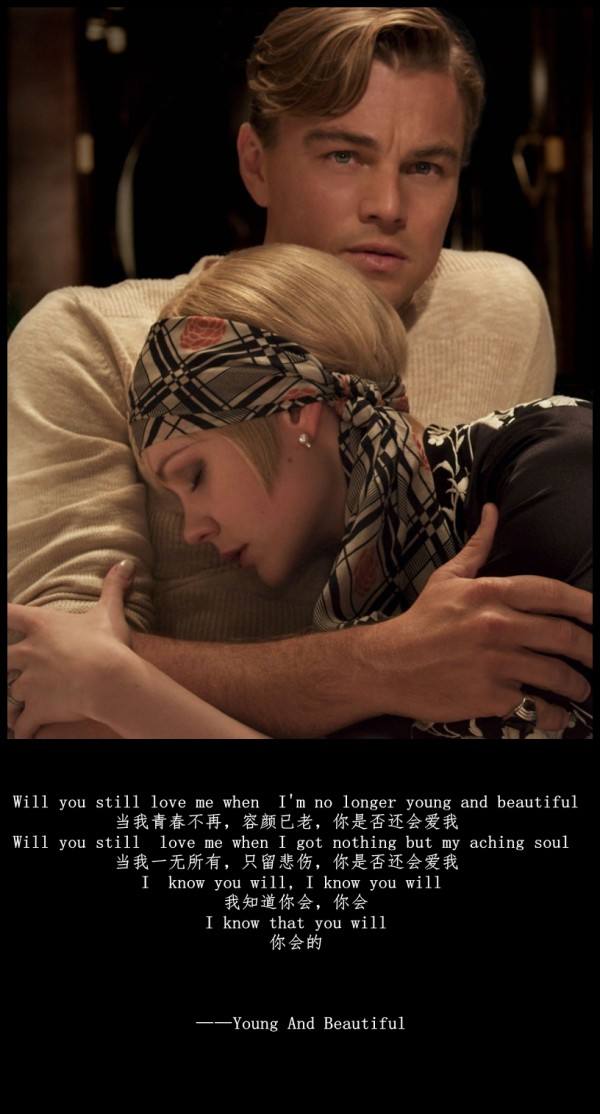 Will you still love me when  I'm no longer young and beautiful
当我青春不再，容颜已老，你是否还会爱我
Will you still  love me when I got nothing but my aching soul
当我一无所有，只留悲伤，你是否还会爱我
I  know you will, I know you will
我知道你会，你会
I know that you will
你会的
——Young And Beautiful